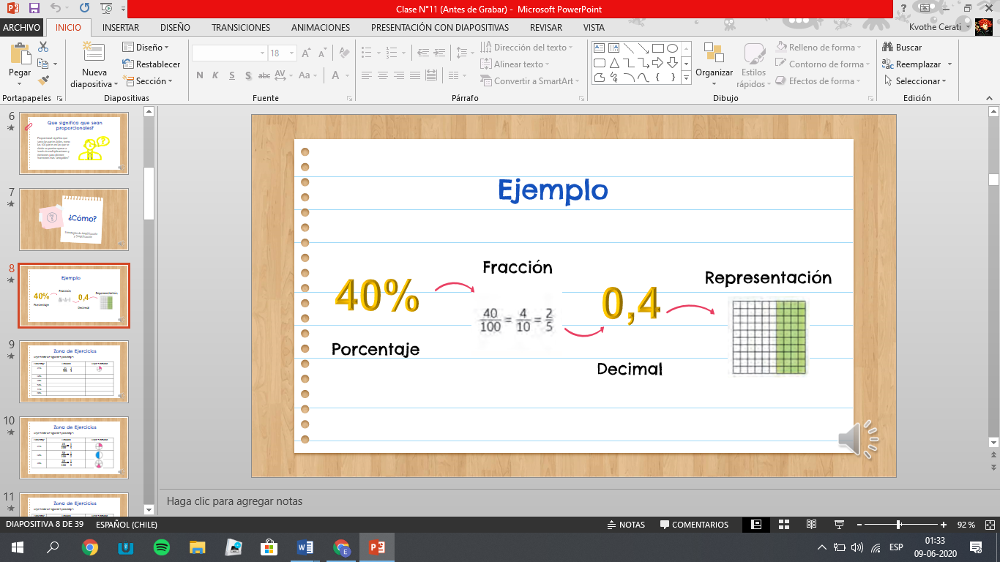 Clase N°11 (Antes de Grabar) - Microsoft PowerPoint
ARCHIVO INICIO INSERTAR DISEÑO TRANSICIONES ANIMACIONES PRESENTACIÓN CON DIAPOSITIVAS REVISAR VISTA Kvothe Cerati
Pegar
Nueva diapositiva
Diseño
Restablecer
Sección
18
N K S S abc AV Aa A
Dirección del texto
Alinear texto
Convertir a SmartArt
Organizar
Estilos rápidos
Relleno de forma
Contorno de forma
Efectos de forma
Buscar
Reemplazar
Seleccionar
Portapapeles Diapositivas Fuente Párrafo Dibujo Edición
6
Que significa que sean
proporcionales?
7
¿Cómo?
8
Ejemplo
40%
Fracción
0,4
Representación
Porcentaje
Decimal
9
Zona de Ejercicios
10
Zona de Ejercicios
11
Zona de Ejercicios
Ejemplo
Fracción
Representación
40%
40/100 = 4/10 = 2/5
0,4
Porcentaje
Decimal
Haga clic para agregar notas
DIAPOSITIVA 8 DE 39 ESPAÑOL (CHILE) NOTAS COMENTARIOS 92 %
ESP
01:33
09-06-2020